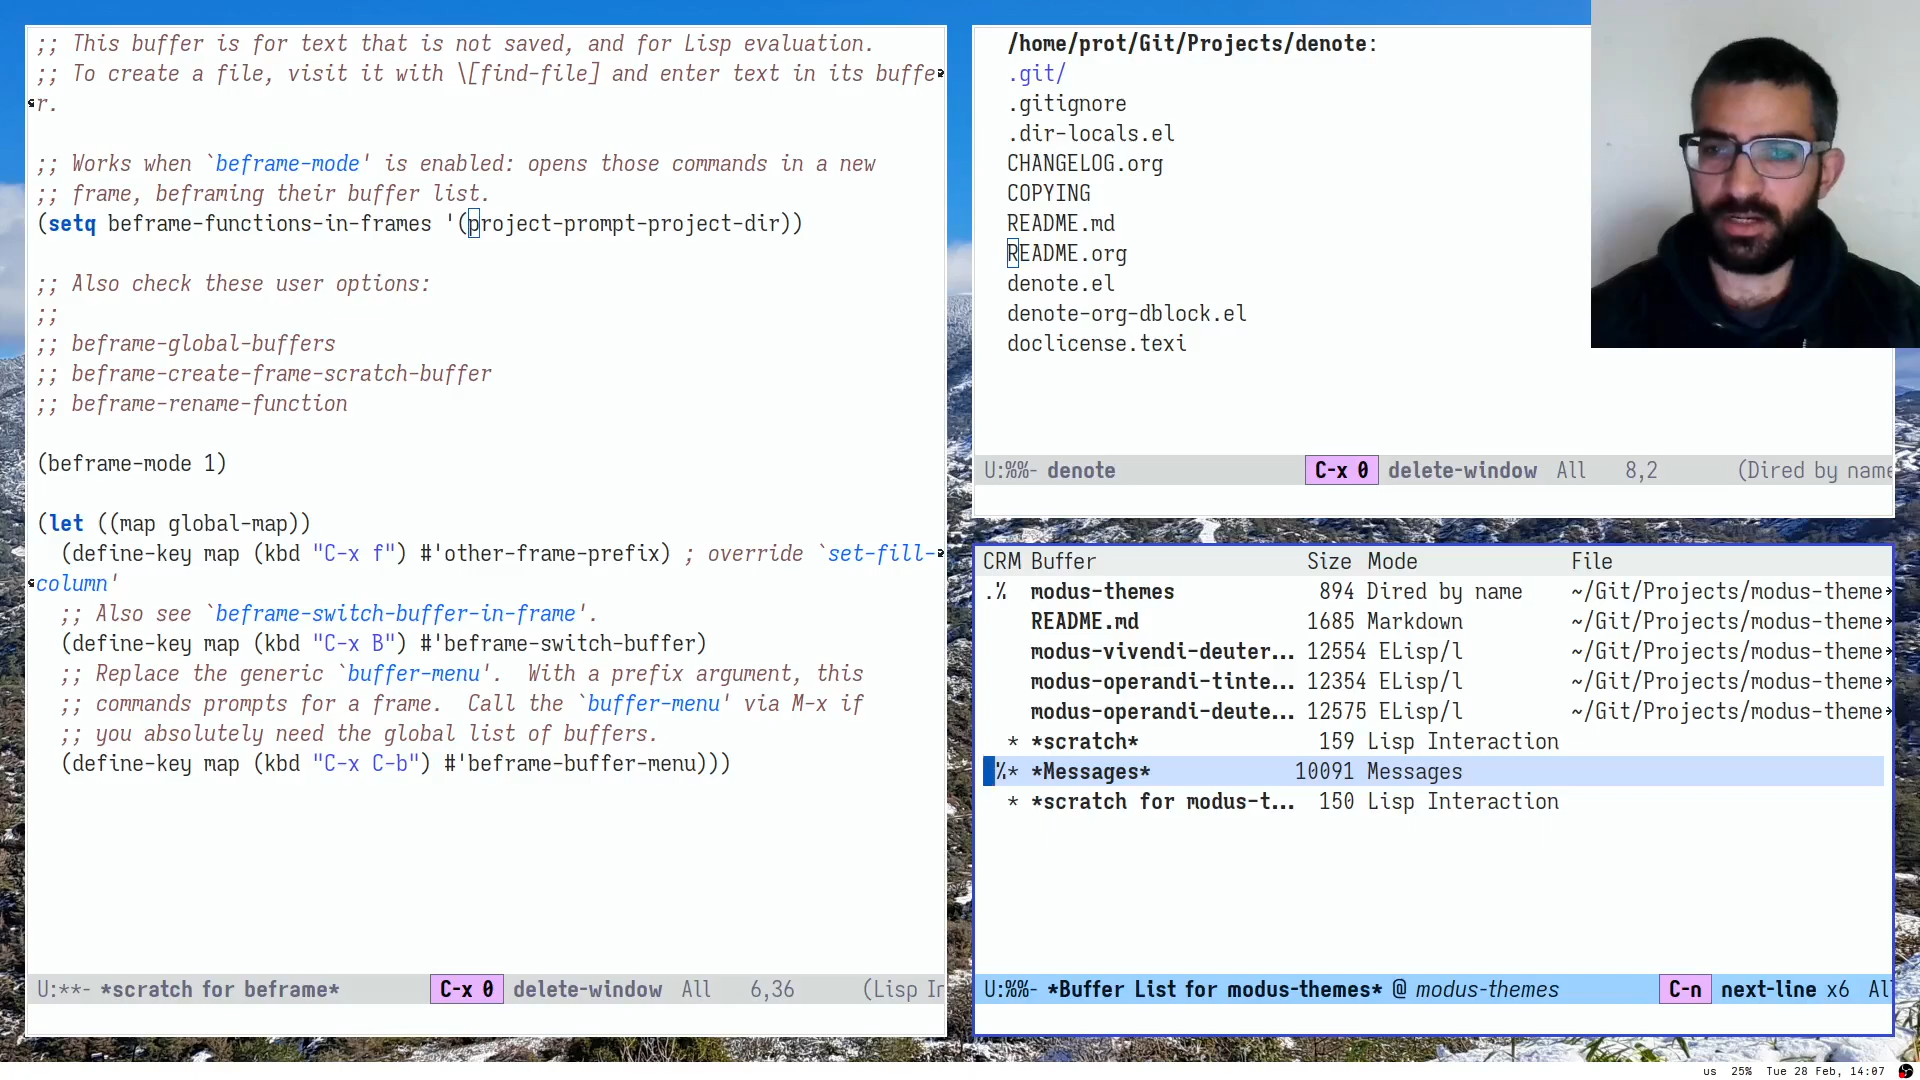 ;; This buffer is for text that is not saved, and for Lisp evaluation.
;; To create a file, visit it with \[find-file] and enter text in its buffe
r.
;; Works when `beframe-mode' is enabled: opens those commands in a new
;; frame, beframing their buffer list.
(setq beframe-functions-in-frames '(project-prompt-project-dir))
;; Also check these user options:
;;
;; beframe-global-buffers
;; beframe-create-frame-scratch-buffer
;; beframe-rename-function
(beframe-mode 1)
(let ((map global-map))
(define-key map (kbd "C-x f") #'other-frame-prefix) ; override `set-fill-
column'
;; Also see `beframe-switch-buffer-in-frame'.
(define-key map (kbd "C-x B") #'beframe-switch-buffer)
;; Replace the generic `buffer-menu'.  With a prefix argument, this
;; commands prompts for a frame.  Call the `buffer-menu' via M-x if
;; you absolutely need the global list of buffers.
(define-key map (kbd "C-x C-b") #'beframe-buffer-menu)))
U:**- *scratch for beframe* C-x 0 delete-window All 6,36 (Lisp In
/home/prot/Git/Projects/denote:
.git/
.gitignore
.dir-locals.el
CHANGELOG.org
COPYING
README.md
README.org
denote.el
denote-org-dblock.el
doclicense.texi
U:%%- denote C-x 0 delete-window All 8,2 (Dired by name
CRM Buffer Size Mode File
.% modus-themes 894 Dired by name ~/Git/Projects/modus-theme
README.md 1685 Markdown ~/Git/Projects/modus-theme
modus-vivendi-deuter... 12554 ELisp/l ~/Git/Projects/modus-theme
modus-operandi-tinte... 12354 ELisp/l ~/Git/Projects/modus-theme
modus-operandi-deute... 12575 ELisp/l ~/Git/Projects/modus-theme
* *scratch* 159 Lisp Interaction
%* *Messages* 10091 Messages
* *scratch for modus-t... 150 Lisp Interaction
U:%%- *Buffer List for modus-themes* @ modus-themes C-n next-line x6 Al
us 25% Tue 28 Feb, 14:07